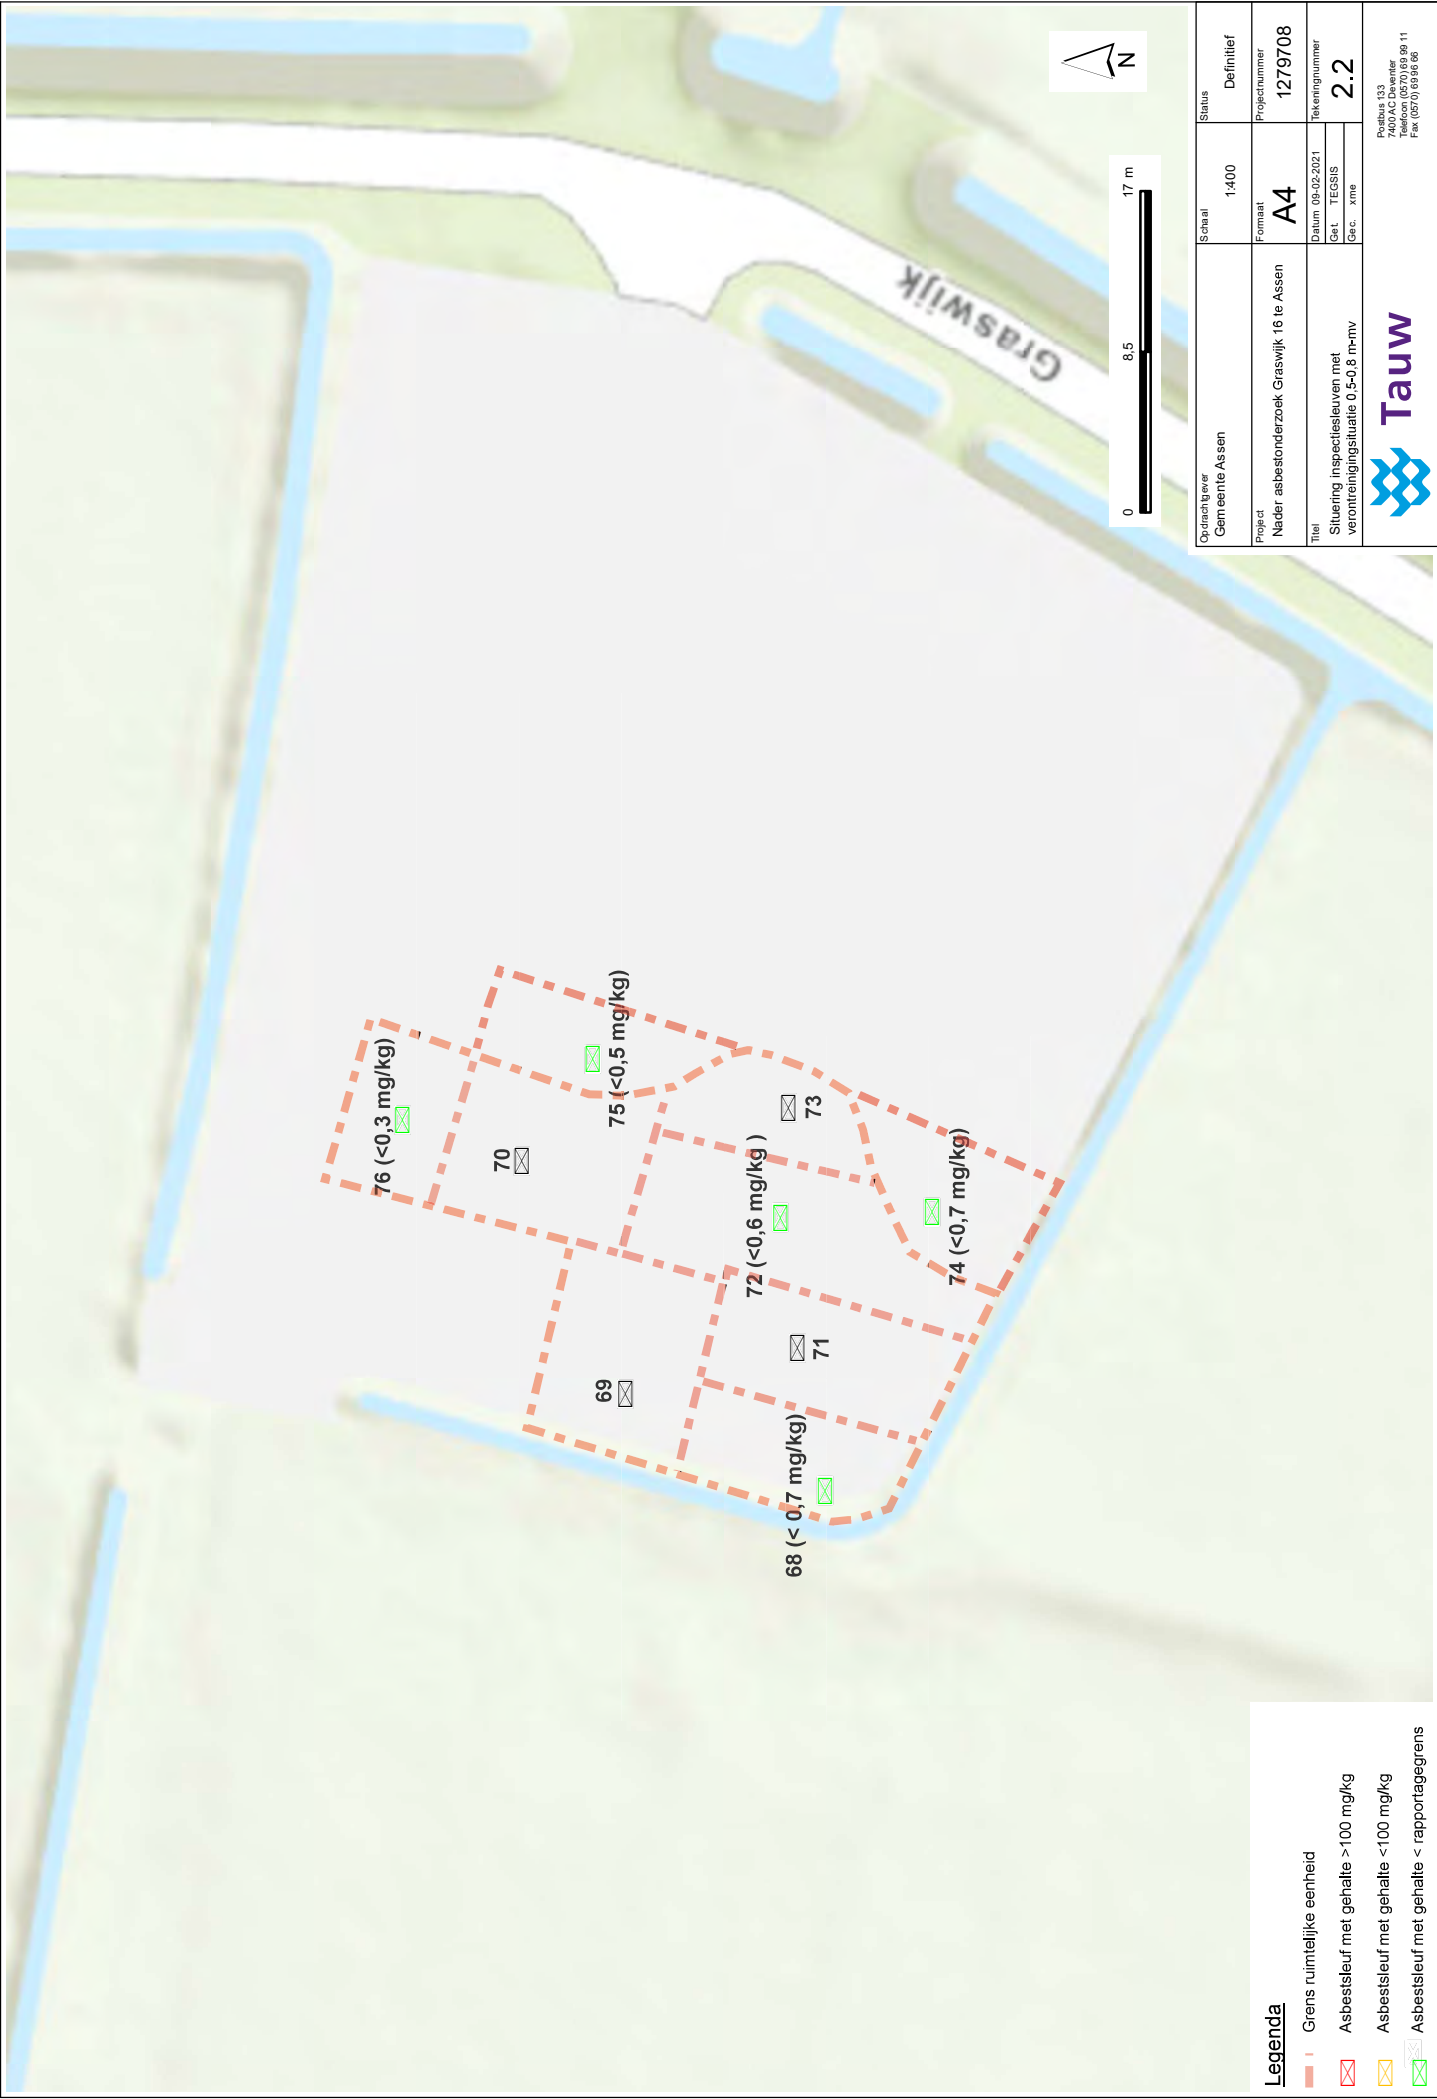 76 (<0,3 mg/kg)
70
75 (<0,5 mg/kg)
69
72 (<0,6 mg/kg )
73
71
68 (< 0,7 mg/kg)
74 (<0,7 mg/kg)
Graswijk
N
0 8,5 17 m
Legenda
Grens ruimtelijke eenheid
Asbestsleuf met gehalte >100 mg/kg
Asbestsleuf met gehalte <100 mg/kg
Asbestsleuf met gehalte < rapportagegrens
Opdrachtgever
Gemeente Assen
Schaal
1:400
Status
Definitief
Project
Nader asbestonderzoek Graswijk 16 te Assen
Formaat
A4
Projectnummer
1279708
Titel
Situering inspectiesleuven met
verontreinigingsituatie 0,5-0,8 m-mv
Datum 09-02-2021
Get. TEGSIS
Gec. xme
Tekeningnummer
2.2
Tauw
Postbus 133
7400 AC Deventer
Telefoon (0570) 69 99 11
Fax (0570) 69 96 66